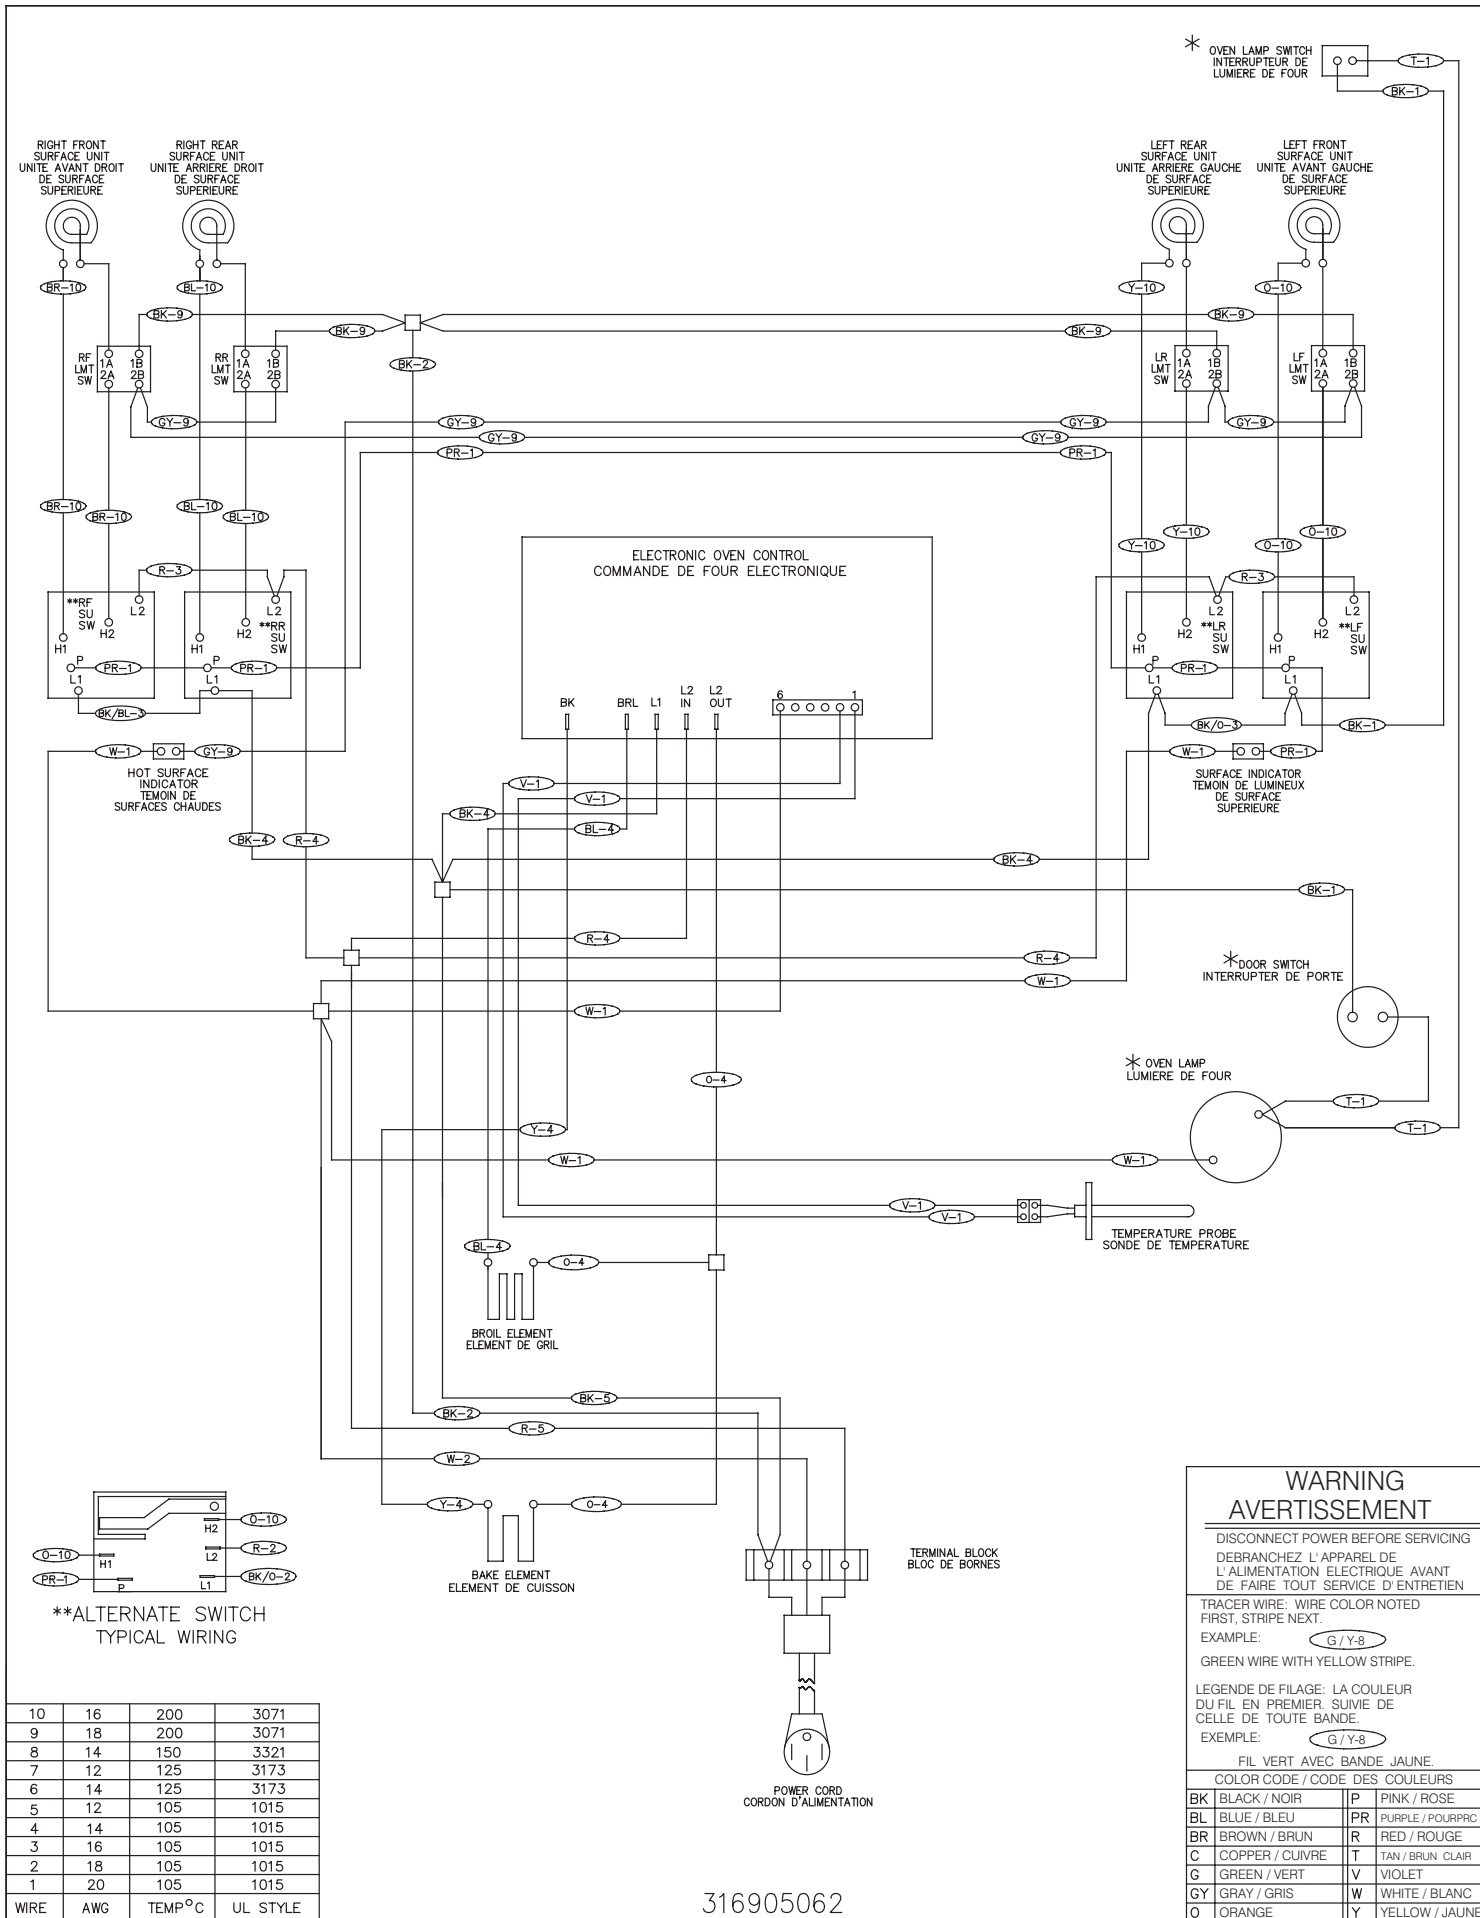 * OVEN LAMP SWITCH
INTERRUPTEUR DE
LUMIERE DE FOUR
T-1
BK-1
RIGHT FRONT
SURFACE UNIT
UNITE AVANT DROIT
DE SURFACE
SUPERIEURE
RIGHT REAR
SURFACE UNIT
UNITE ARRIERE DROIT
DE SURFACE
SUPERIEURE
LEFT REAR
SURFACE UNIT
UNITE ARRIERE GAUCHE
DE SURFACE
SUPERIEURE
LEFT FRONT
SURFACE UNIT
UNITE AVANT GAUCHE
DE SURFACE
SUPERIEURE
BR-10
BL-10
Y-10
O-10
BK-9
BK-9
BK-9
BK-9
BK-2
RF
LMT
SW
1A
2A
1B
2B
RR
LMT
SW
1A
2A
1B
2B
LR
LMT
SW
1A
2A
1B
2B
LF
LMT
SW
1A
2A
1B
2B
GY-9
GY-9
GY-9
GY-9
GY-9
GY-9
PR-1
PR-1
BR-10
BR-10
BL-10
BL-10
Y-10
Y-10
O-10
O-10
ELECTRONIC OVEN CONTROL
COMMANDE DE FOUR ELECTRONIQUE
BK
BRL
L1
L2
IN
L2
OUT
6
1
R-3
**RF
SU
SW
L2
H2
H1
P
L1
PR-1
L2
**RR
SU
SW
H2
H1
P
L1
PR-1
BK/BL-3
R-3
L2
**LR
SU
SW
H2
H1
P
L1
PR-1
L2
**LF
SU
SW
H2
H1
P
L1
BK/O-3
BK-1
W-1
GY-9
HOT SURFACE
INDICATOR
TEMOIN DE
SURFACES CHAUDES
W-1
PR-1
SURFACE INDICATOR
TEMOIN DE LUMINEUX
DE SURFACE
SUPERIEURE
V-1
V-1
BK-4
BL-4
BK-4
R-4
BK-4
BK-1
R-4
R-4
W-1
W-1
* DOOR SWITCH
INTERRUPTER DE PORTE
* OVEN LAMP
LUMIERE DE FOUR
O-4
T-1
T-1
Y-4
W-1
W-1
V-1
V-1
TEMPERATURE PROBE
SONDE DE TEMPERATURE
BL-4
O-4
BROIL ELEMENT
ELEMENT DE GRIL
BK-5
BK-2
R-5
W-2
Y-4
O-4
BAKE ELEMENT
ELEMENT DE CUISSON
TERMINAL BLOCK
BLOC DE BORNES
POWER CORD
CORDON D'ALIMENTATION
H2
O-10
L2
R-2
L1
BK/O-2
O-10
H1
PR-1
P
**ALTERNATE SWITCH
TYPICAL WIRING
10 16 200 3071
9 18 200 3071
8 14 150 3321
7 12 125 3173
6 14 125 3173
5 12 105 1015
4 14 105 1015
3 16 105 1015
2 18 105 1015
1 20 105 1015
WIRE AWG TEMP°C UL STYLE
316905062
WARNING
AVERTISSEMENT
DISCONNECT POWER BEFORE SERVICING
DEBRANCHEZ L'APPAREL DE
L'ALIMENTATION ELECTRIQUE AVANT
DE FAIRE TOUT SERVICE D'ENTRETIEN
TRACER WIRE: WIRE COLOR NOTED
FIRST, STRIPE NEXT.
EXAMPLE: G / Y-8
GREEN WIRE WITH YELLOW STRIPE.
LEGENDE DE FILAGE: LA COULEUR
DU FIL EN PREMIER. SUIVIE DE
CELLE DE TOUTE BANDE.
EXEMPLE: G / Y-8
FIL VERT AVEC BANDE JAUNE.
COLOR CODE / CODE DES COULEURS
BK BLACK / NOIR P PINK / ROSE
BL BLUE / BLEU PR PURPLE / POURPRC
BR BROWN / BRUN R RED / ROUGE
C COPPER / CUIVRE T TAN / BRUN CLAIR
G GREEN / VERT V VIOLET
GY GRAY / GRIS W WHITE / BLANC
O ORANGE Y YELLOW / JAUNE